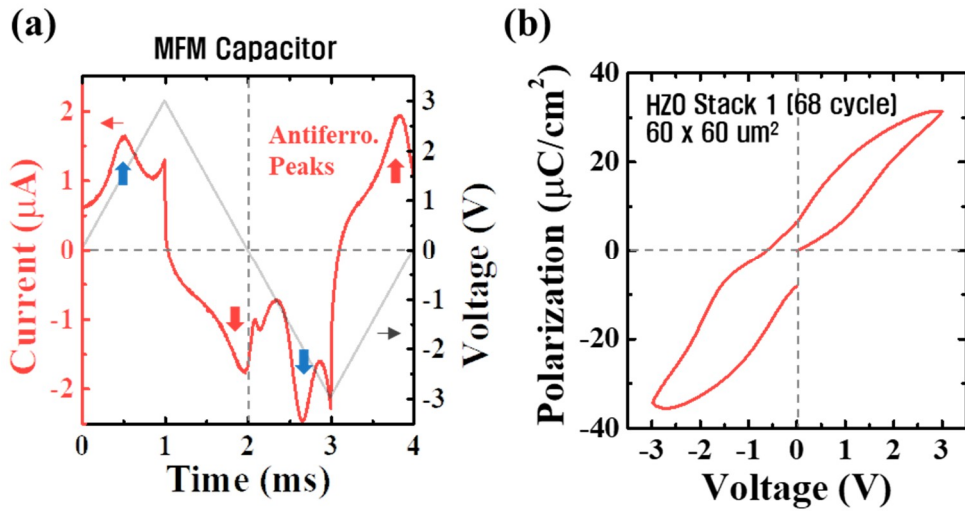 (a)
MFM Capacitor
Current (μA)
2
1
0
-1
-2
Antiferro.
Peaks
3
2
1
0
-1
-2
-3
Voltage (V)
0
1
2
3
4
Time (ms)
(b)
Polarization (μC/cm²)
40
20
0
-20
-40
HZO Stack 1 (68 cycle)
60 x 60 um²
-3
-2
-1
0
1
2
3
Voltage (V)